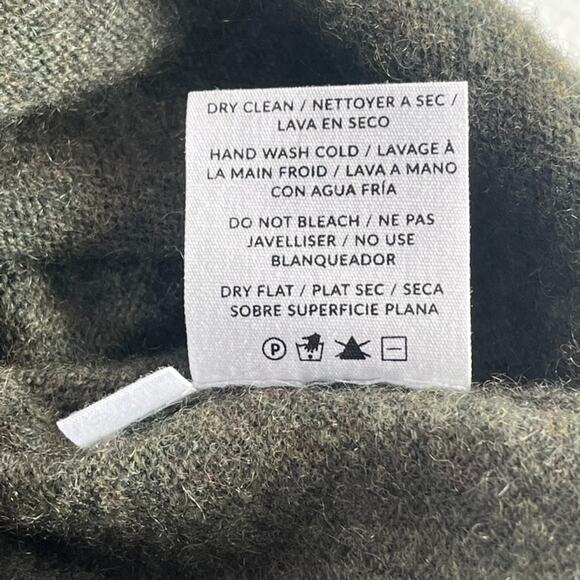 DRY CLEAN / NETTOYER A SEC /
LAVA EN SECO
HAND WASH COLD / LAVAGE À
LA MAIN FROID / LAVA A MANO
CON AGUA FRÍA
DO NOT BLEACH / NE PAS
JAVELLISER / NO USE
BLANQUEADOR
DRY FLAT / PLAT SEC / SECA
SOBRE SUPERFICIE PLANA
P